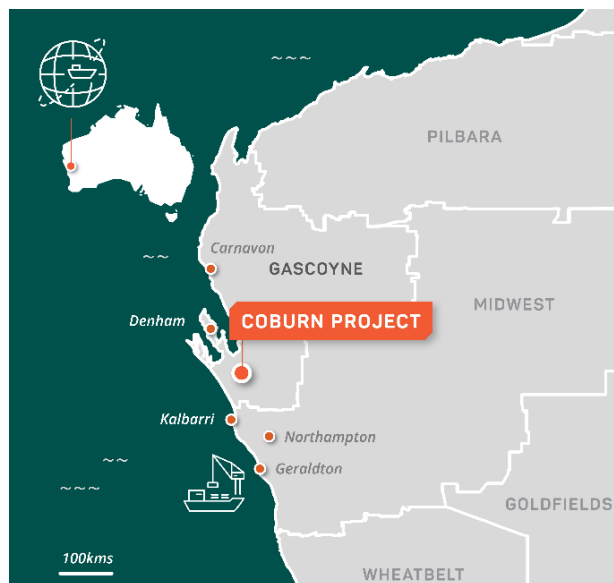 PILBARA
Carnavon
GASCOYNE
MIDWEST
Denham
COBURN PROJECT
Kalbarri
Northampton
Geraldton
GOLDFIELDS
100kms
WHEATBELT